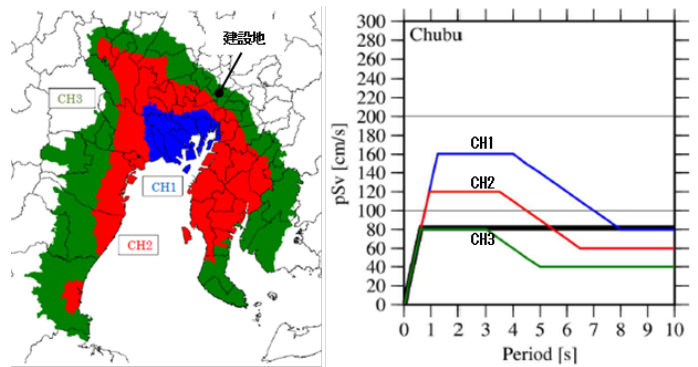 建設地
CH3
CH1
CH2
Chubu
pSv [cm/s]
300
280
260
240
220
200
180
160
140
120
100
80
60
40
20
0
CH1
CH2
CH3
0 1 2 3 4 5 6 7 8 9 10
Period [s]